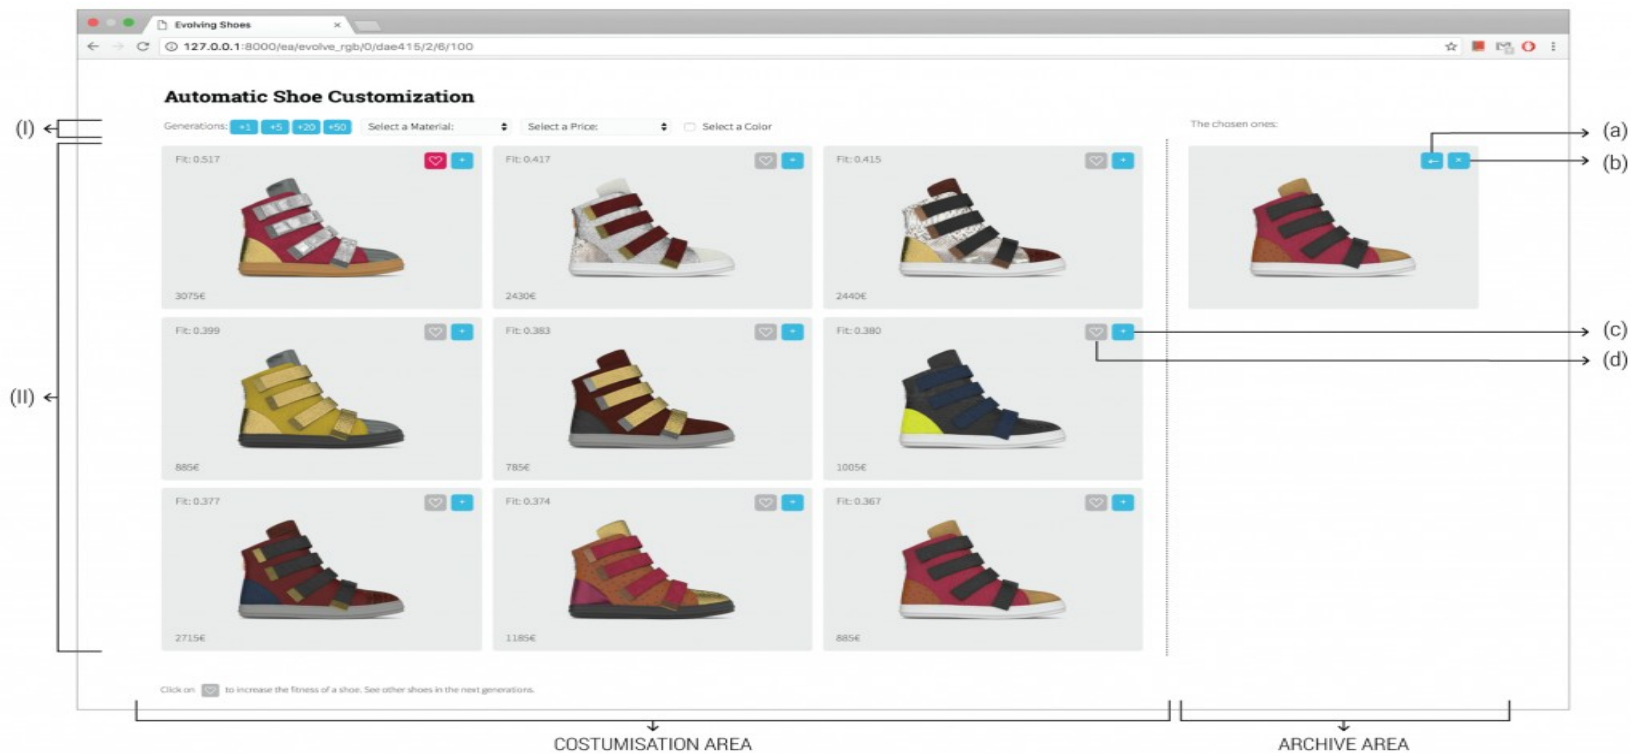 Evolving Shoes
127.0.0.1:8000/ea/evolve_rgb/0/dae415/2/6/100
Automatic Shoe Customization
(I) Generations: +1 +5 +20 +50 Select a Material: Select a Price: Select a Color The chosen ones: (a)
Fit: 0.517 Fit: 0.417 Fit: 0.415 (b)
3075€ 2430€ 2440€
Fit: 0.399 Fit: 0.383 Fit: 0.380 (c)
(d)
(II)
885€ 785€ 1005€
Fit: 0.377 Fit: 0.374 Fit: 0.367
2715€ 1185€ 885€
Click on to increase the fitness of a shoe. See other shoes in the next generations.
COSTUMISATION AREA ARCHIVE AREA